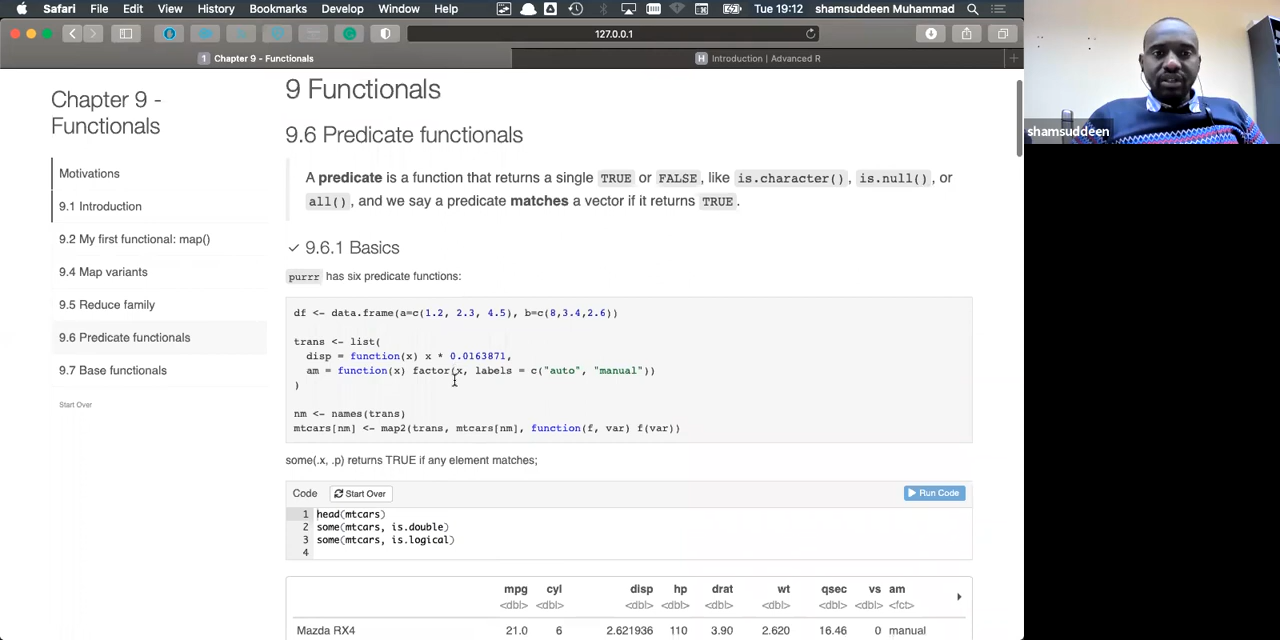 Safari File Edit View History Bookmarks Develop Window Help Tue 19:12 shamsuddeen Muhammad
127.0.0.1
1 Chapter 9 - Functionals
H Introduction | Advanced R
Chapter 9 -
Functionals
Motivations
9.1 Introduction
9.2 My first functional: map()
9.4 Map variants
9.5 Reduce family
9.6 Predicate functionals
9.7 Base functionals
Start Over
9 Functionals
9.6 Predicate functionals
A predicate is a function that returns a single TRUE or FALSE, like is.character(), is.null(), or
all(), and we say a predicate matches a vector if it returns TRUE.
9.6.1 Basics
purrr has six predicate functions:
df <- data.frame(a=c(1.2, 2.3, 4.5), b=c(8,3.4,2.6))
trans <- list(
disp = function(x) x * 0.0163871,
am = function(x) factor(x, labels = c("auto", "manual"))
)
nm <- names(trans)
mtcars[nm] <- map2(trans, mtcars[nm], function(f, var) f(var))
some(.x, .p) returns TRUE if any element matches;
Code Start Over Run Code
1 head(mtcars)
2 some(mtcars, is.double)
3 some(mtcars, is.logical)
4
mpg cyl disp hp drat wt qsec vs am
<dbl> <dbl> <dbl> <dbl> <dbl> <dbl> <dbl> <dbl> <fct>
Mazda RX4 21.0 6 2.621936 110 3.90 2.620 16.46 0 manual
shamsuddeen